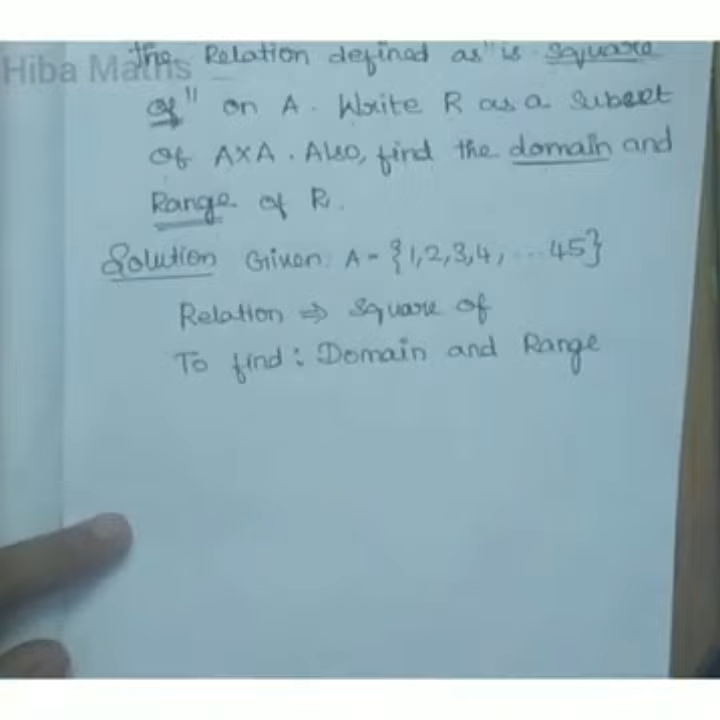 Hiba Maths
The Relation defined as "is square
of" on A. Write R as a Subset
of A×A. Also, find the domain and
Range of R.
Solution Given: A = {1,2,3,4, ...45}
Relation ⇒ Square of
To find: Domain and Range